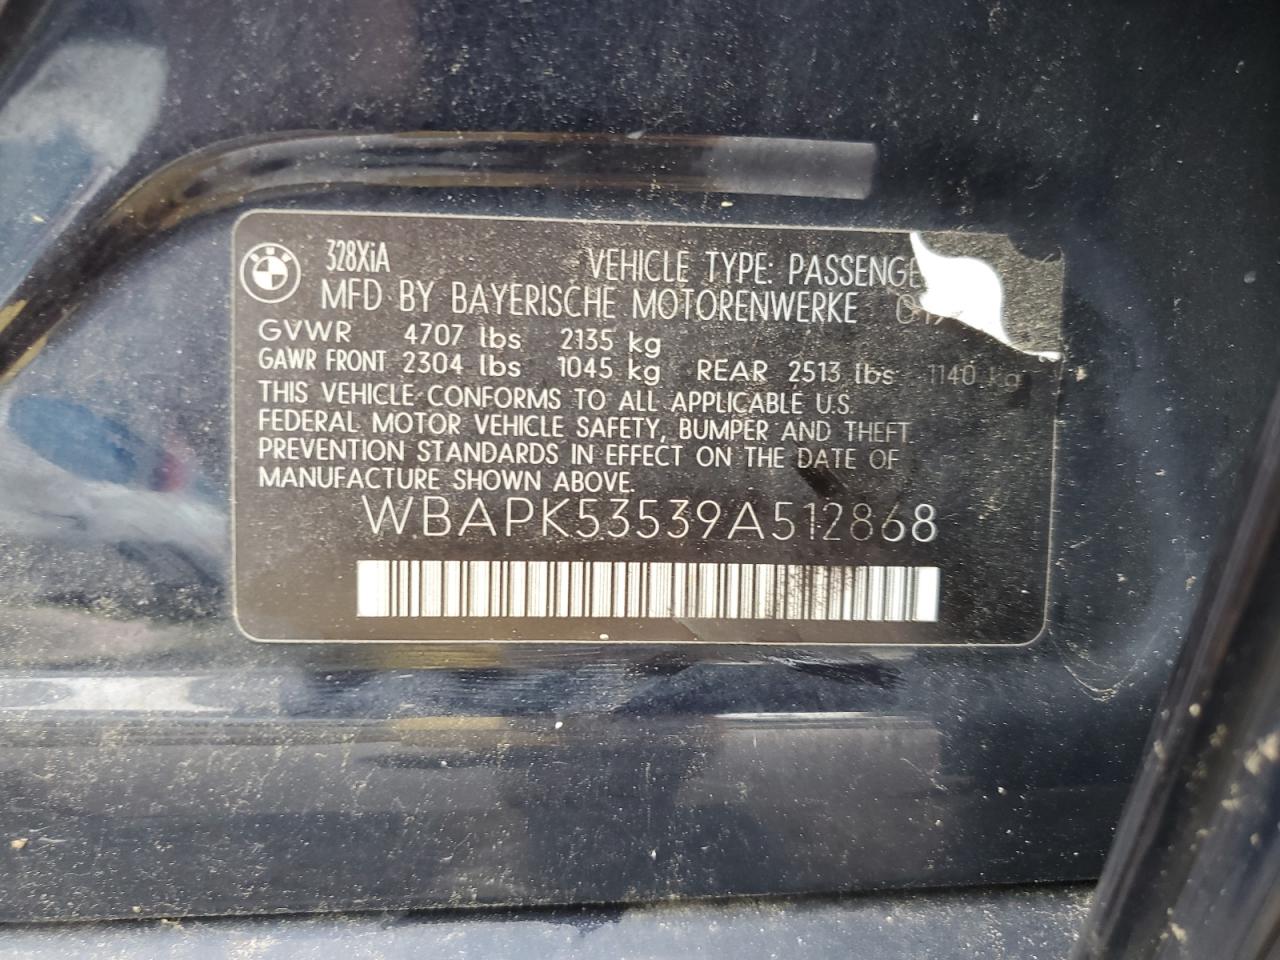 328XiA VEHICLE TYPE: PASSENGE
MFD BY BAYERISCHE MOTORENWERKE
GVWR 4707 lbs 2135 kg
GAWR FRONT 2304 lbs 1045 kg REAR 2513 lbs 1140 kg
THIS VEHICLE CONFORMS TO ALL APPLICABLE U.S.
FEDERAL MOTOR VEHICLE SAFETY, BUMPER AND THEFT
PREVENTION STANDARDS IN EFFECT ON THE DATE OF
MANUFACTURE SHOWN ABOVE.
WBAPK53539A512868